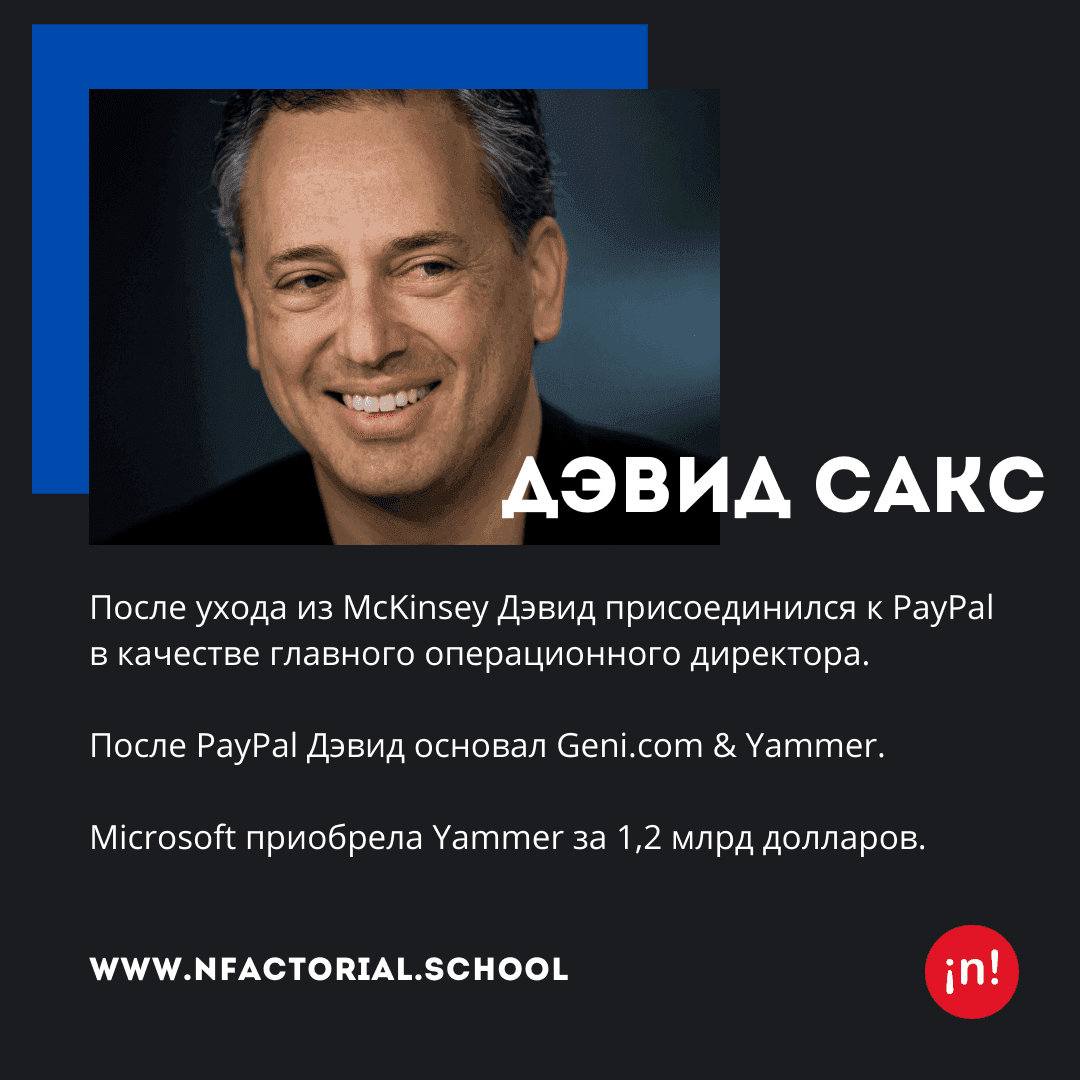 ДЭВИД САКС
После ухода из McKinsey Дэвид присоединился к PayPal
в качестве главного операционного директора.
После PayPal Дэвид основал Geni.com & Yammer.
Microsoft приобрела Yammer за 1,2 млрд долларов.
WWW.NFACTORIAL.SCHOOL
¡n!